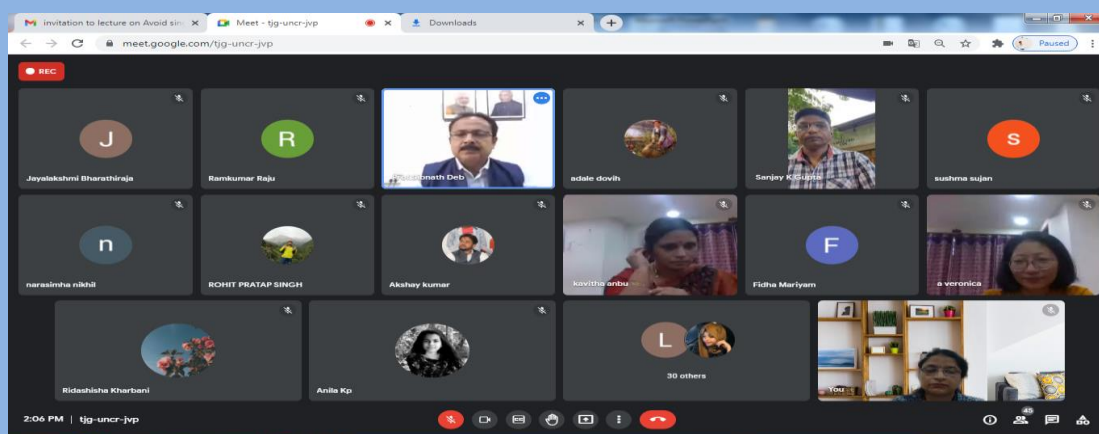 invitation to lecture on Avoid sin
Meet - tjg-uncr-jvp
Downloads
meet.google.com/tjg-uncr-jvp
Paused
REC
J
Jayalakshmi Bharathiraja
R
Ramkumar Raju
Deb
adale dovih
Sanjay K Gupta
s
sushma sujan
n
narasimha nikhil
ROHIT PRATAP SINGH
Akshay kumar
kavitha anbu
F
Fidha Mariyam
a veronica
Ridashisha Kharbani
Anila Kp
L
30 others
You
2:06 PM | tjg-uncr-jvp
45